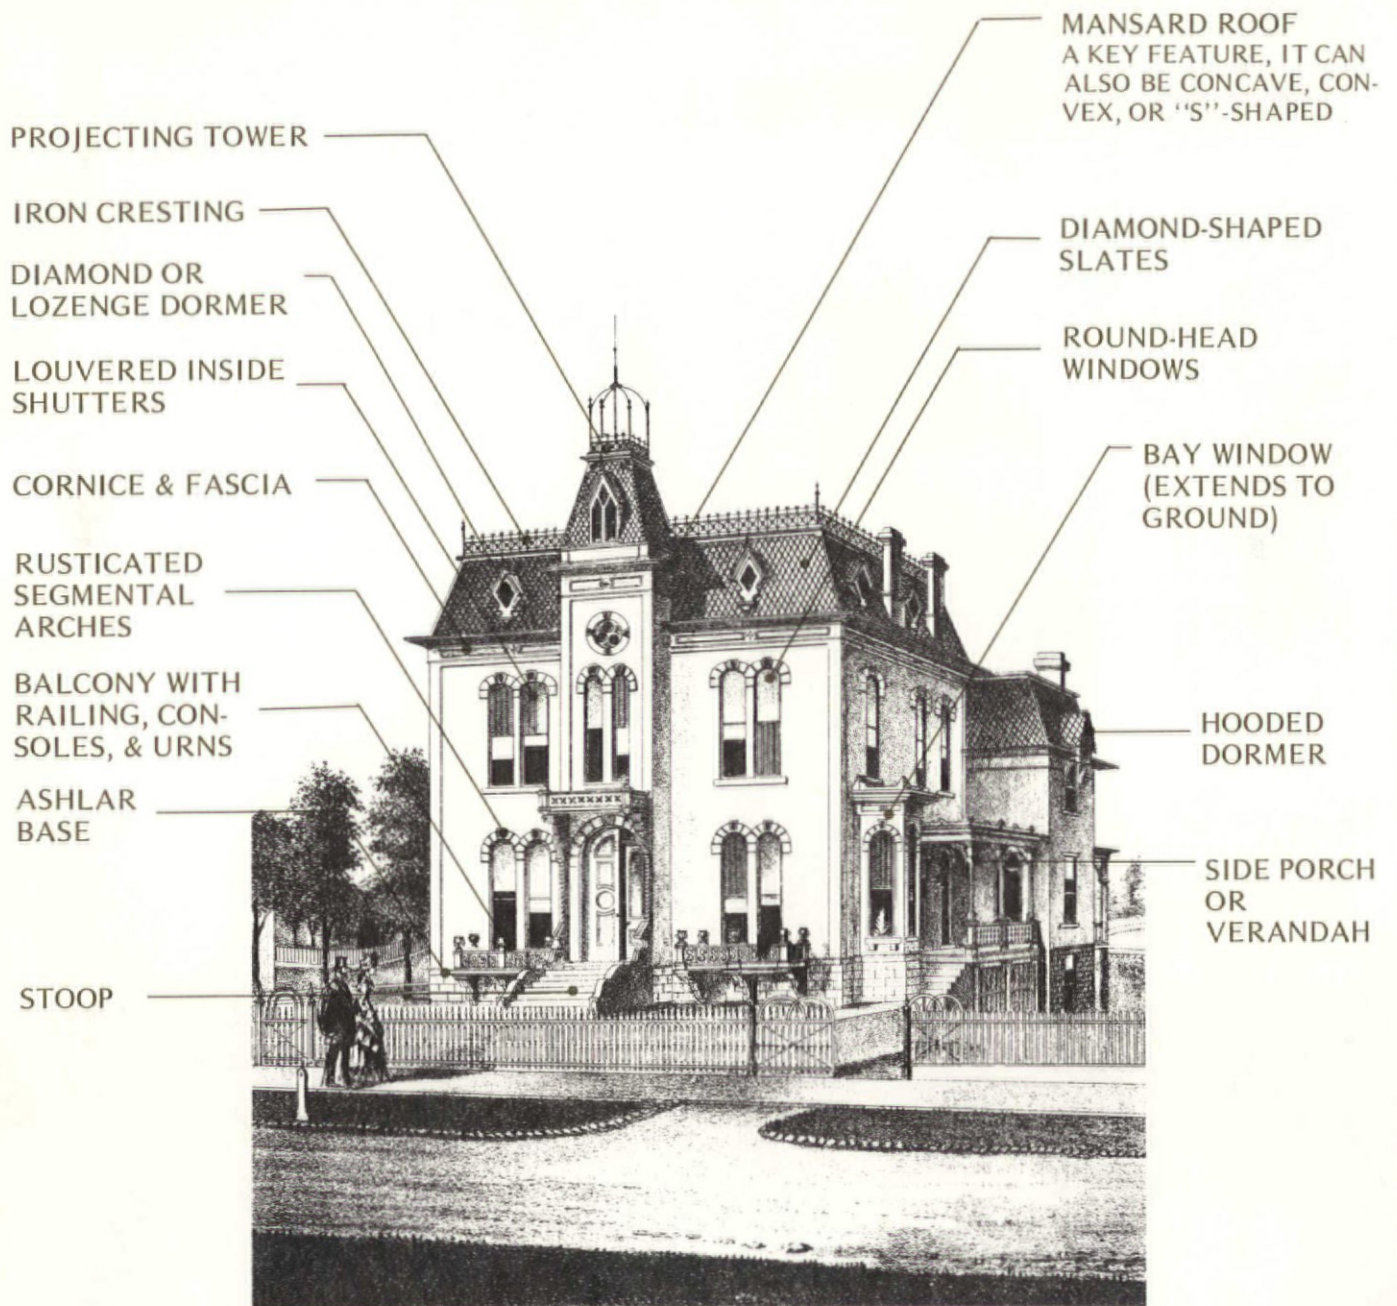 PROJECTING TOWER
IRON CRESTING
DIAMOND OR
LOZENGE DORMER
LOUVERED INSIDE
SHUTTERS
CORNICE & FASCIA
RUSTICATED
SEGMENTAL
ARCHES
BALCONY WITH
RAILING, CON-
SOLES, & URNS
ASHLAR
BASE
STOOP
MANSARD ROOF
A KEY FEATURE, IT CAN
ALSO BE CONCAVE, CON-
VEX, OR ‘‘S’’-SHAPED
DIAMOND-SHAPED
SLATES
ROUND-HEAD
WINDOWS
BAY WINDOW
(EXTENDS TO
GROUND)
HOODED
DORMER
SIDE PORCH
OR
VERANDAH